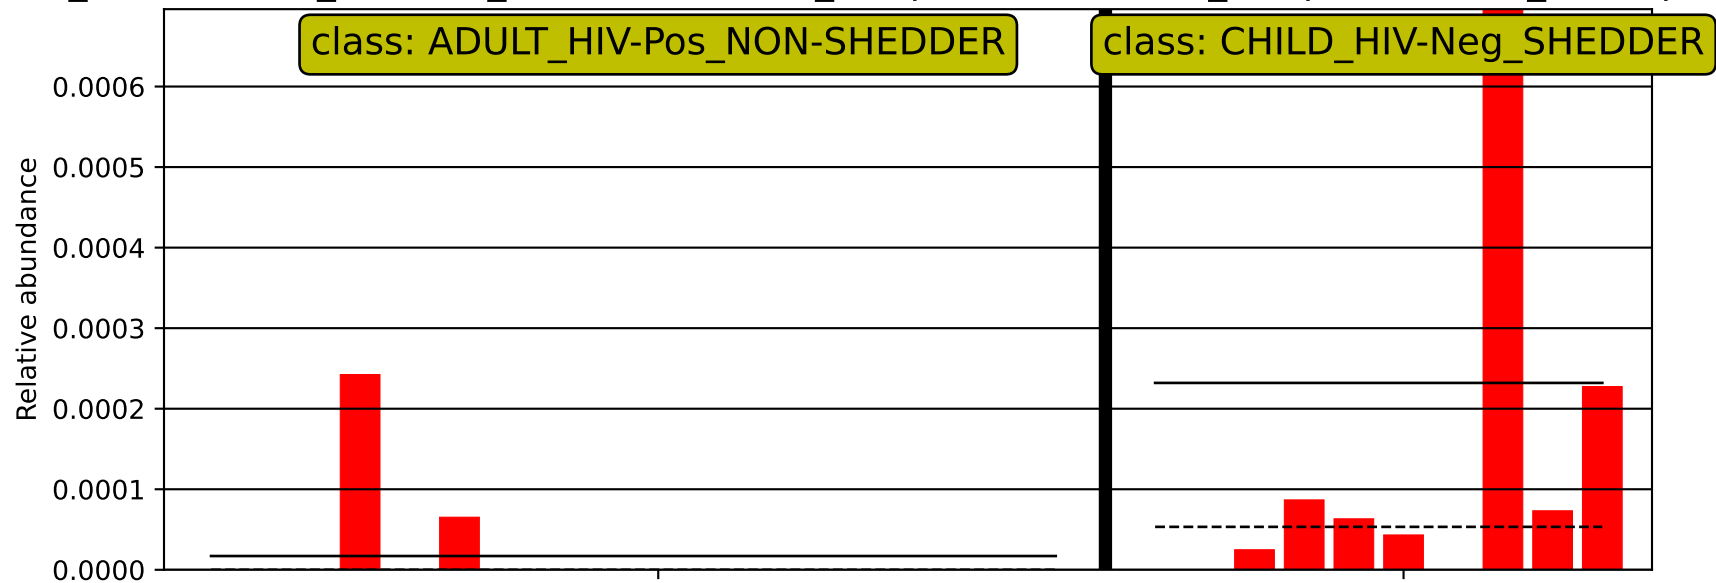 class: ADULT_HIV-Pos_NON-SHEDDER
class: CHILD_HIV-Neg_SHEDDER
0.0006
0.0005
0.0004
0.0003
0.0002
0.0001
0.0000
Relative abundance